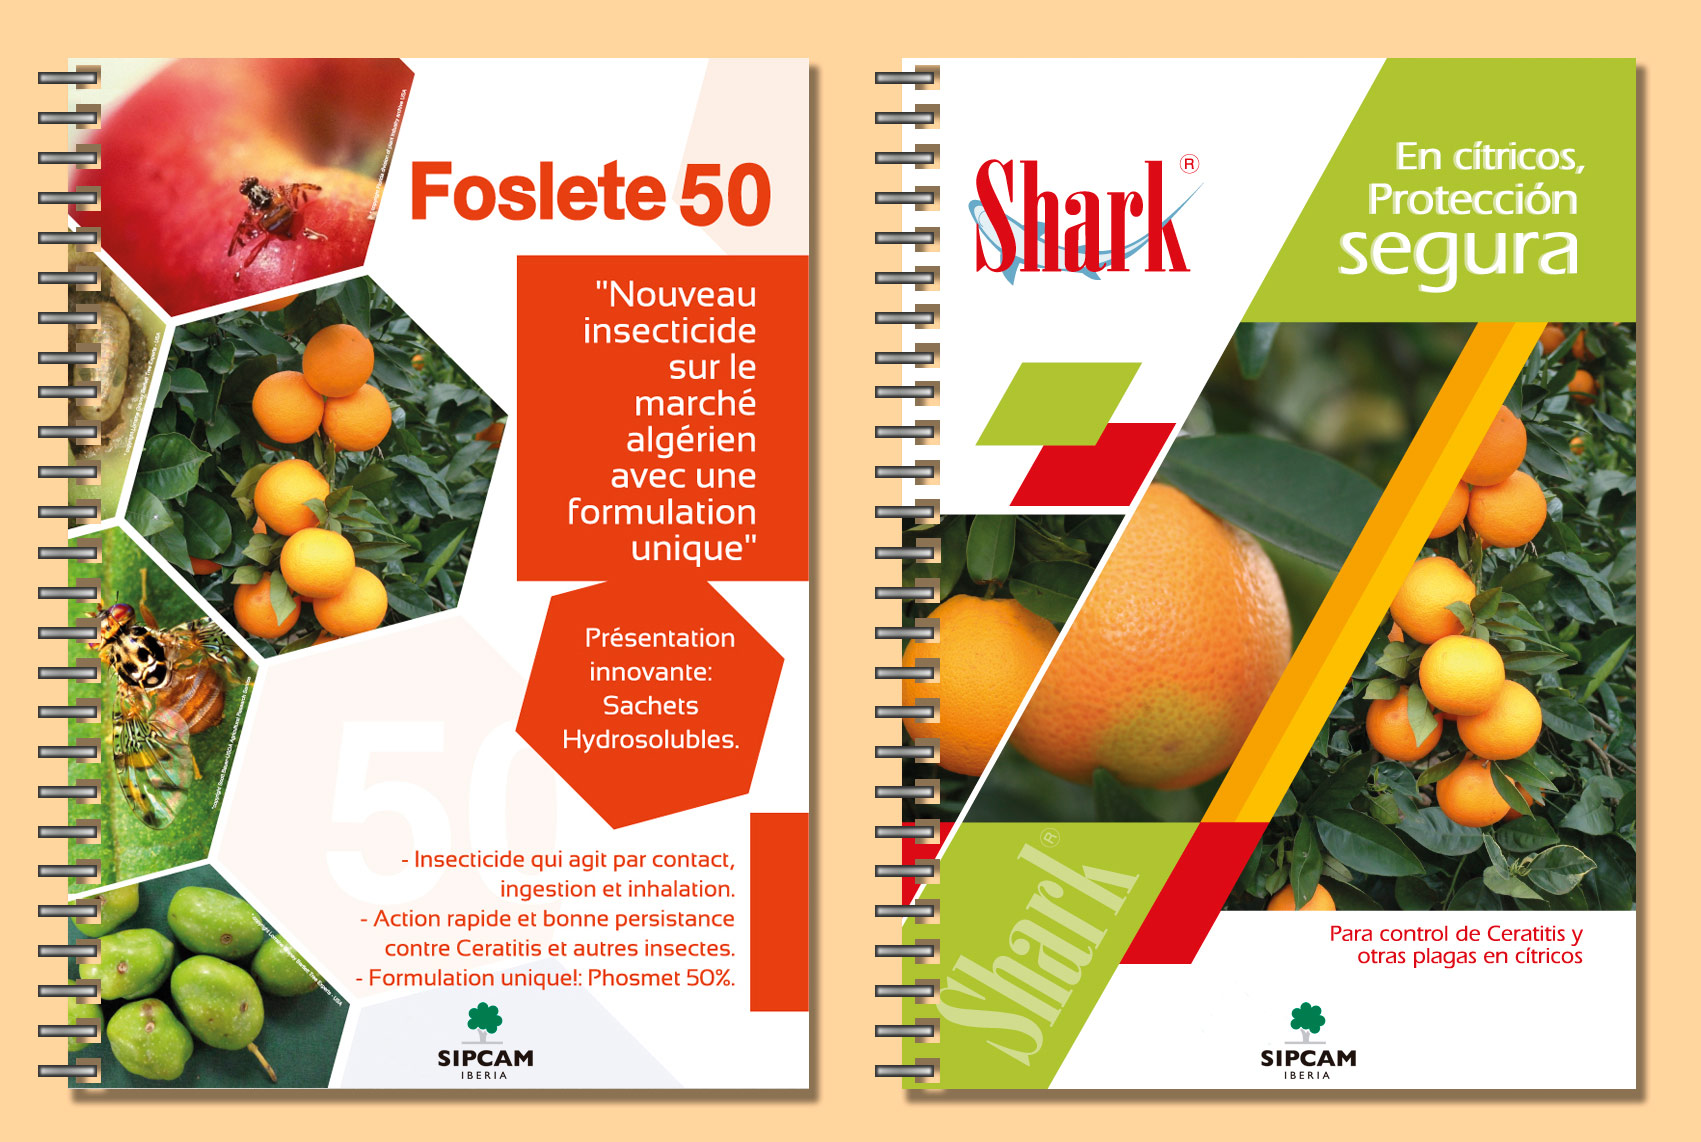 Foslete 50
"Nouveau
insecticide
sur le
marché
algérien
avec une
formulation
unique"
Présentation
innovante:
Sachets
Hydrosolubles.
50
- Insecticide qui agit par contact,
ingestion et inhalation.
- Action rapide et bonne persistance
contre Ceratitis et autres insectes.
- Formulation unique!: Phosmet 50%.
SIPCAM
IBERIA
Shark®
En cítricos,
Protección
segura
Shark®
Para control de Ceratitis y
otras plagas en cítricos
SIPCAM
IBERIA